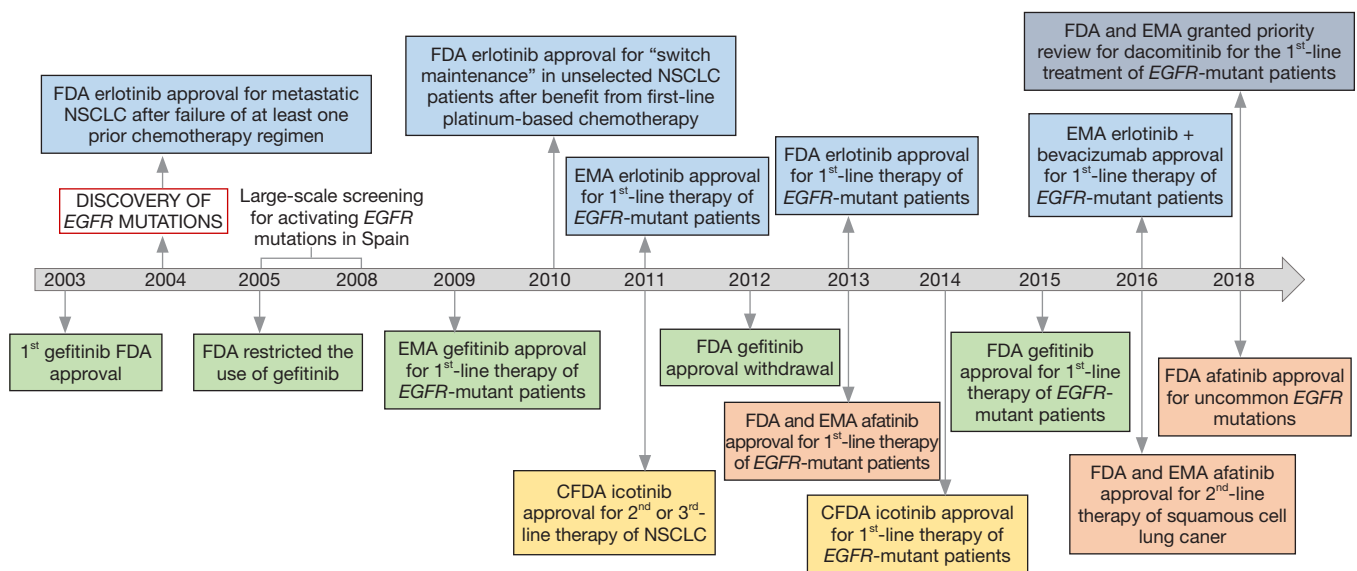 FDA erlotinib approval for metastatic
NSCLC after failure of at least one
prior chemotherapy regimen
DISCOVERY OF
EGFR MUTATIONS
Large-scale screening
for activating EGFR
mutations in Spain
FDA erlotinib approval for “switch
maintenance” in unselected NSCLC
patients after benefit from first-line
platinum-based chemotherapy
EMA erlotinib approval
for 1st-line therapy of
EGFR-mutant patients
FDA erlotinib approval
for 1st-line therapy of
EGFR-mutant patients
FDA and EMA granted priority
review for dacomitinib for the 1st-line
treatment of EGFR-mutant patients
EMA erlotinib +
bevacizumab approval
for 1st-line therapy of
EGFR-mutant patients
2003 2004 2005 2008 2009 2010 2011 2012 2013 2014 2015 2016 2018
1st gefitinib FDA
approval
FDA restricted the
use of gefitinib
EMA gefitinib approval
for 1st-line therapy of
EGFR-mutant patients
CFDA icotinib
approval for 2nd or 3rd-
line therapy of NSCLC
FDA gefitinib
approval withdrawal
FDA and EMA afatinib
approval for 1st-line therapy
of EGFR-mutant patients
CFDA icotinib approval
for 1st-line therapy of
EGFR-mutant patients
FDA gefitinib
approval for 1st-
line therapy of EGFR-
mutant patients
FDA and EMA afatinib
approval for 2nd-line
therapy of squamous cell
lung caner
FDA afatinib approval
for uncommon EGFR
mutations